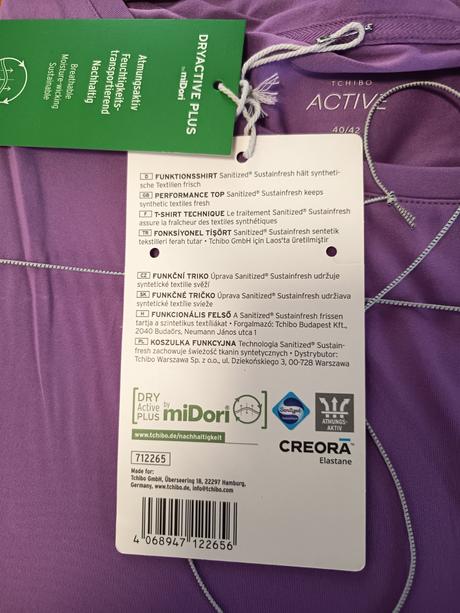 DRYACTIVE PLUS
by miDori
Atmungsaktiv
Feuchtigkeits-
transportierend
Nachhaltig
Breathable
Moisture-wicking
Sustainable
TCHIBO
ACTIVE
40/42
D FUNKTIONSSHIRT Sanitized® Sustainfresh hält syntheti-
sche Textilien frisch
GB PERFORMANCE TOP Sanitized® Sustainfresh keeps
synthetic textiles fresh
F T-SHIRT TECHNIQUE Le traitement Sanitized® Sustainfresh
assure la fraîcheur des textiles synthétiques
TR FONKSİYONEL TİŞÖRT Sanitized® Sustainfresh sentetik
tekstilleri ferah tutar • Tchibo GmbH için Laos'ta Üretilmiştir
CZ FUNKČNÍ TRIKO Úprava Sanitized® Sustainfresh udržuje
syntetické textilie svěží
SK FUNKČNÉ TRIČKO Úprava Sanitized® Sustainfresh udržiava
syntetické textílie svieže
H FUNKCIONÁLIS FELSŐ A Sanitized® Sustainfresh frissen
tartja a szintetikus textíliákat • Forgalmazó: Tchibo Budapest Kft.,
2040 Budaörs, Neumann János utca 1
PL KOSZULKA FUNKCYJNA Technologia Sanitized® Sustain-
fresh zachowuje świeżość tkanin syntetycznych • Dystrybutor:
Tchibo Warszawa Sp. z o.o., ul. Dziekońskiego 3, 00-728 Warszawa
DRY
Active
PLUS
by miDori®
www.tchibo.de/nachhaltigkeit
Sanitized
ATMUNGS-
AKTIV
CREORA
Elastane
712265
Made for:
Tchibo GmbH, Überseering 18, 22297 Hamburg,
Germany, www.tchibo.de, info@tchibo.com
4 068947 122656